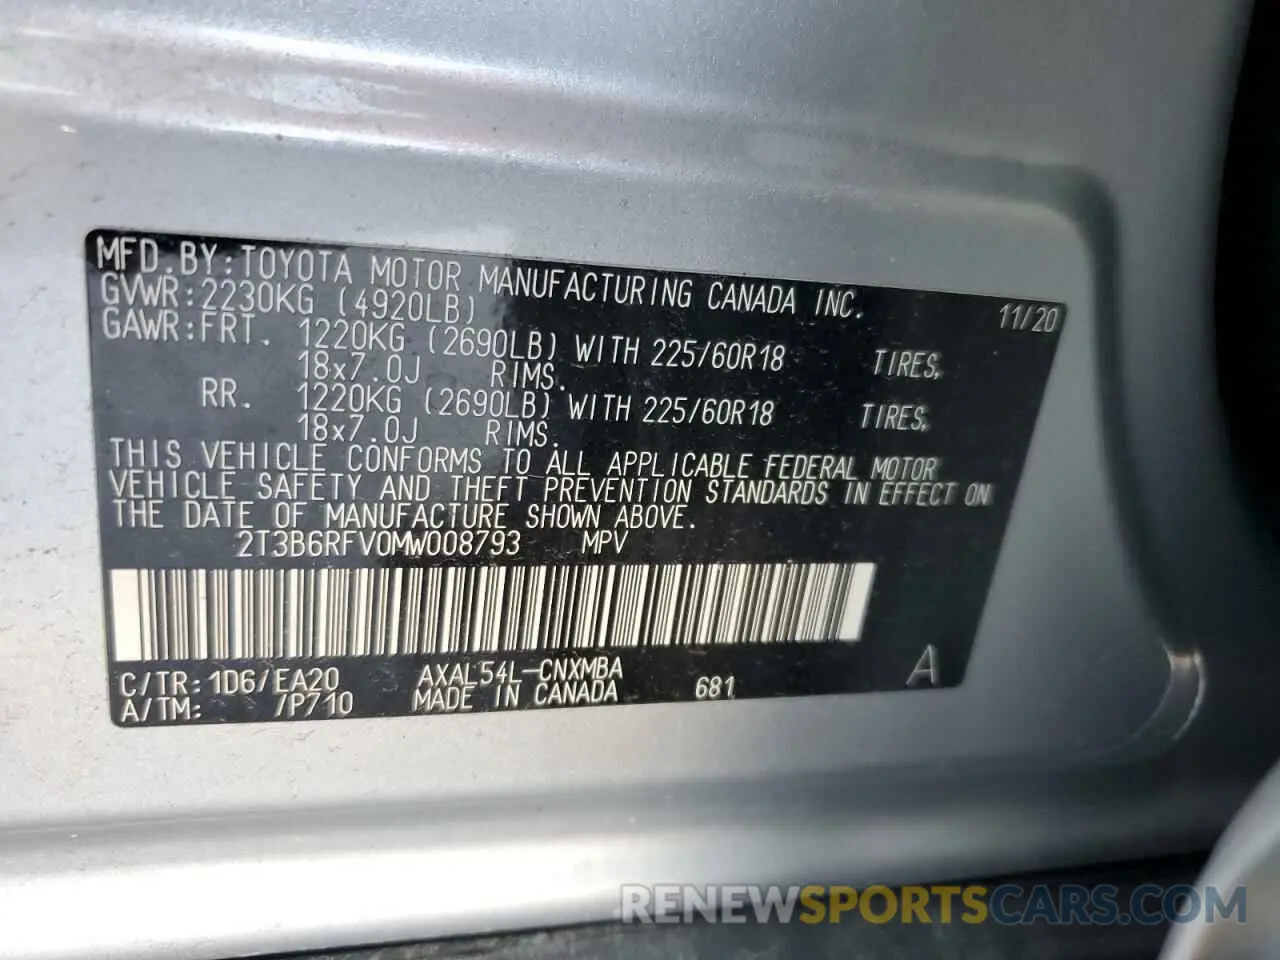 MFD.BY:TOYOTA MOTOR MANUFACTURING CANADA INC. 11/20
GVWR:2230KG (4920LB)
GAWR:FRT. 1220KG (2690LB) WITH 225/60R18 TIRES,
18x7.0J RIMS.
RR. 1220KG (2690LB) WITH 225/60R18 TIRES,
18x7.0J RIMS.
THIS VEHICLE CONFORMS TO ALL APPLICABLE FEDERAL MOTOR
VEHICLE SAFETY AND THEFT PREVENTION STANDARDS IN EFFECT ON
THE DATE OF MANUFACTURE SHOWN ABOVE.
2T3B6RFV0MW008793 MPV
C/TR:1D6/EA20 AXAL54L-CNXMBA
A/TM: /P710 MADE IN CANADA 681 A
RENEWSPORTSCARS.COM